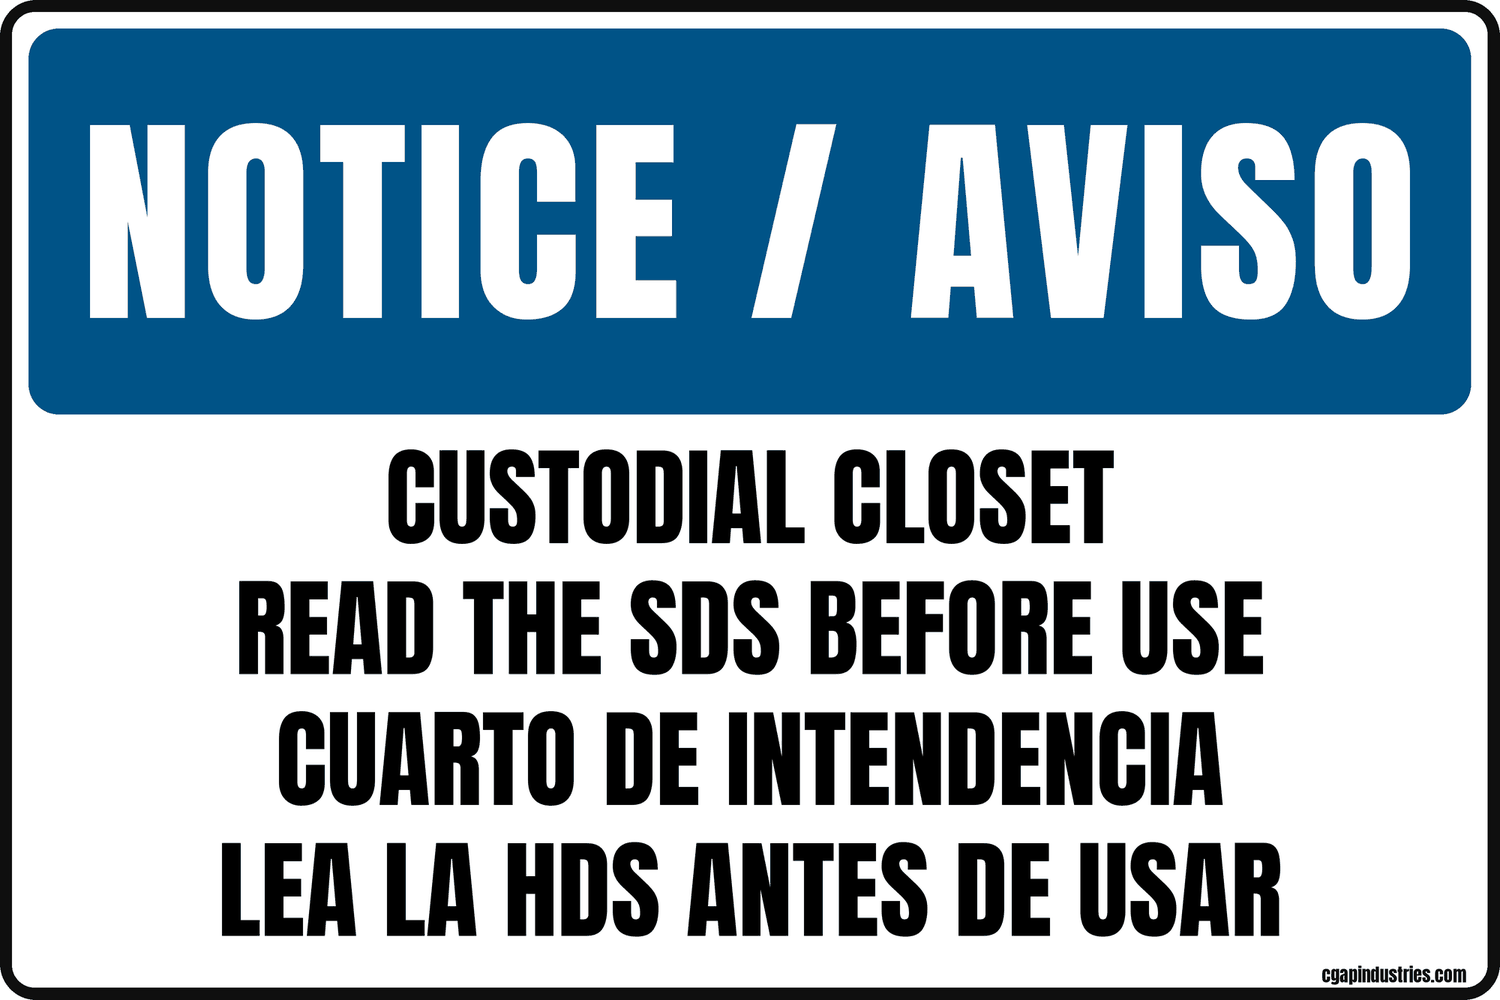 NOTICE / AVISO
CUSTODIAL CLOSET
READ THE SDS BEFORE USE
CUARTO DE INTENDENCIA
LEA LA HDS ANTES DE USAR
cgapindustries.com